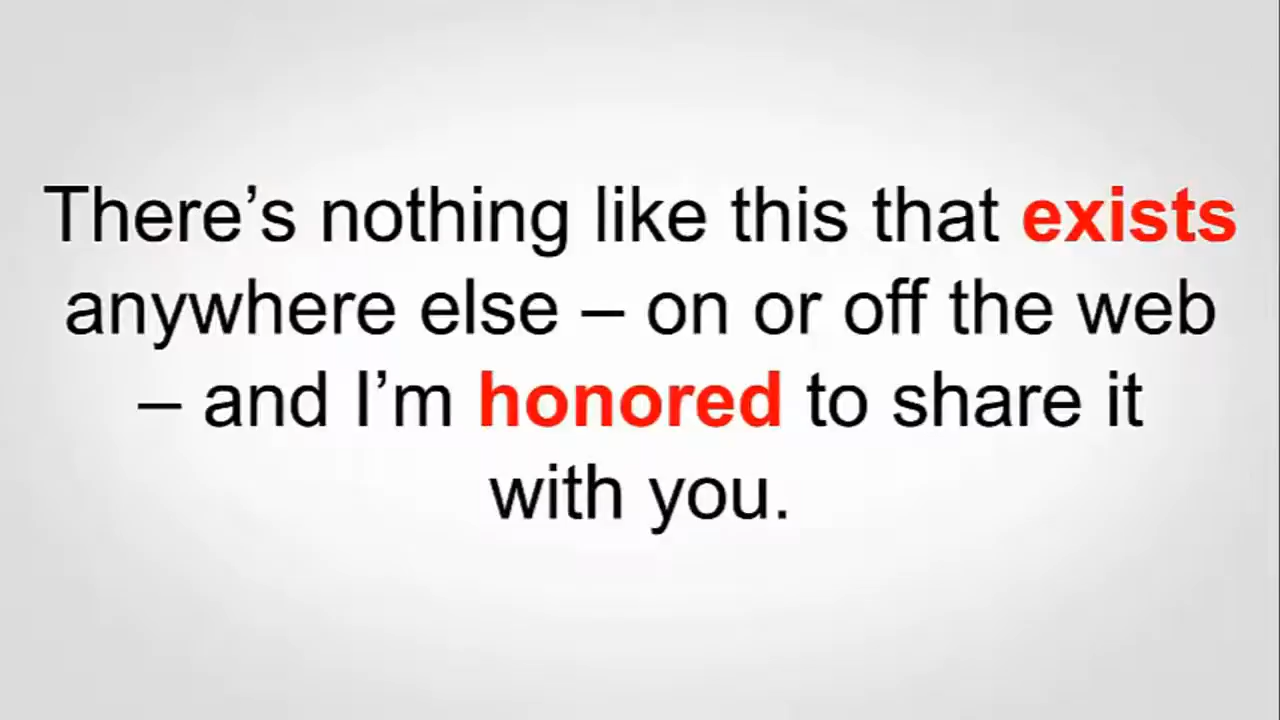 There’s nothing like this that exists
anywhere else – on or off the web
– and I’m honored to share it
with you.